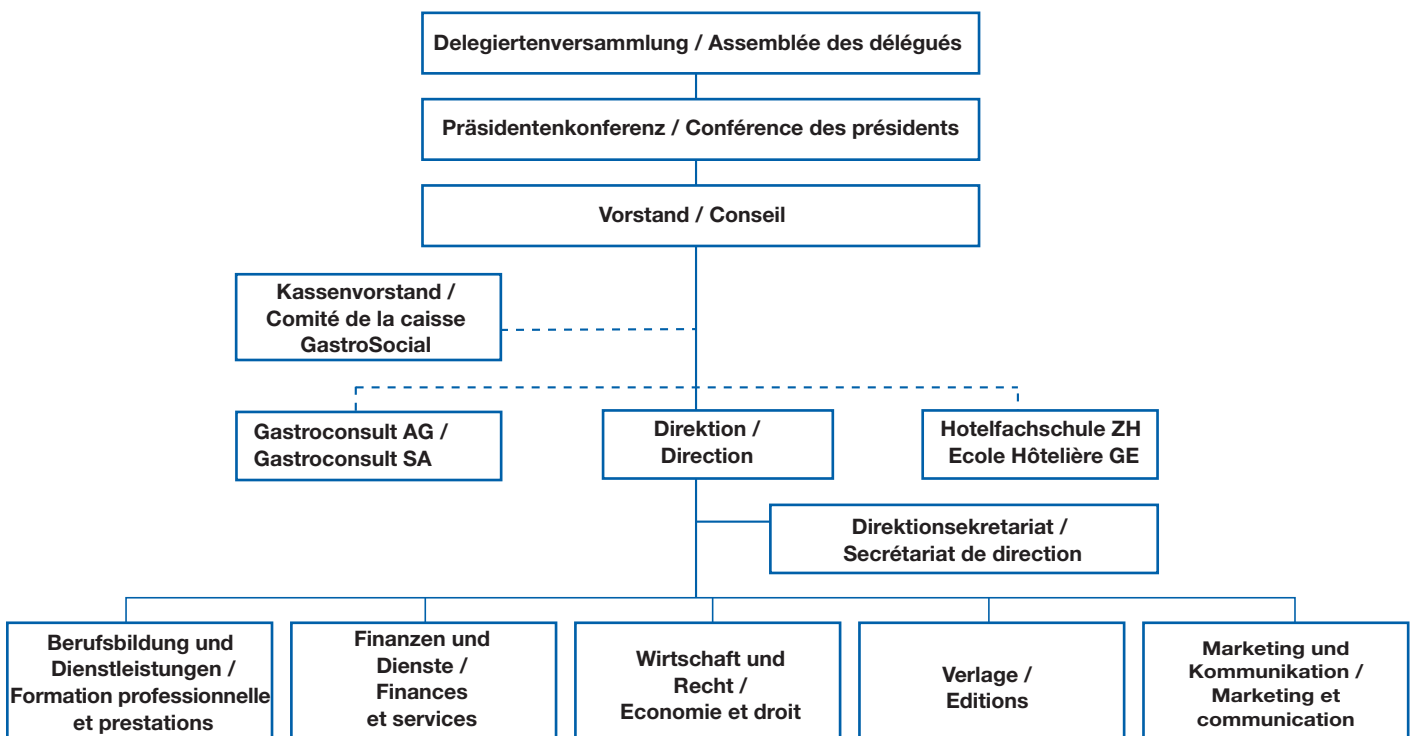 Delegiertenversammlung / Assemblée des délégués
Präsidentenkonferenz / Conférence des présidents
Vorstand / Conseil
Kassenvorstand /
Comité de la caisse
GastroSocial
Gastroconsult AG /
Gastroconsult SA
Direktion /
Direction
Hotelfachschule ZH
Ecole Hôtelière GE
Direktionsekretariat /
Secrétariat de direction
Berufsbildung und
Dienstleistungen /
Formation professionnelle
et prestations
Finanzen und
Dienste /
Finances
et services
Wirtschaft und
Recht /
Economie et droit
Verlage /
Editions
Marketing und
Kommunikation /
Marketing et
communication